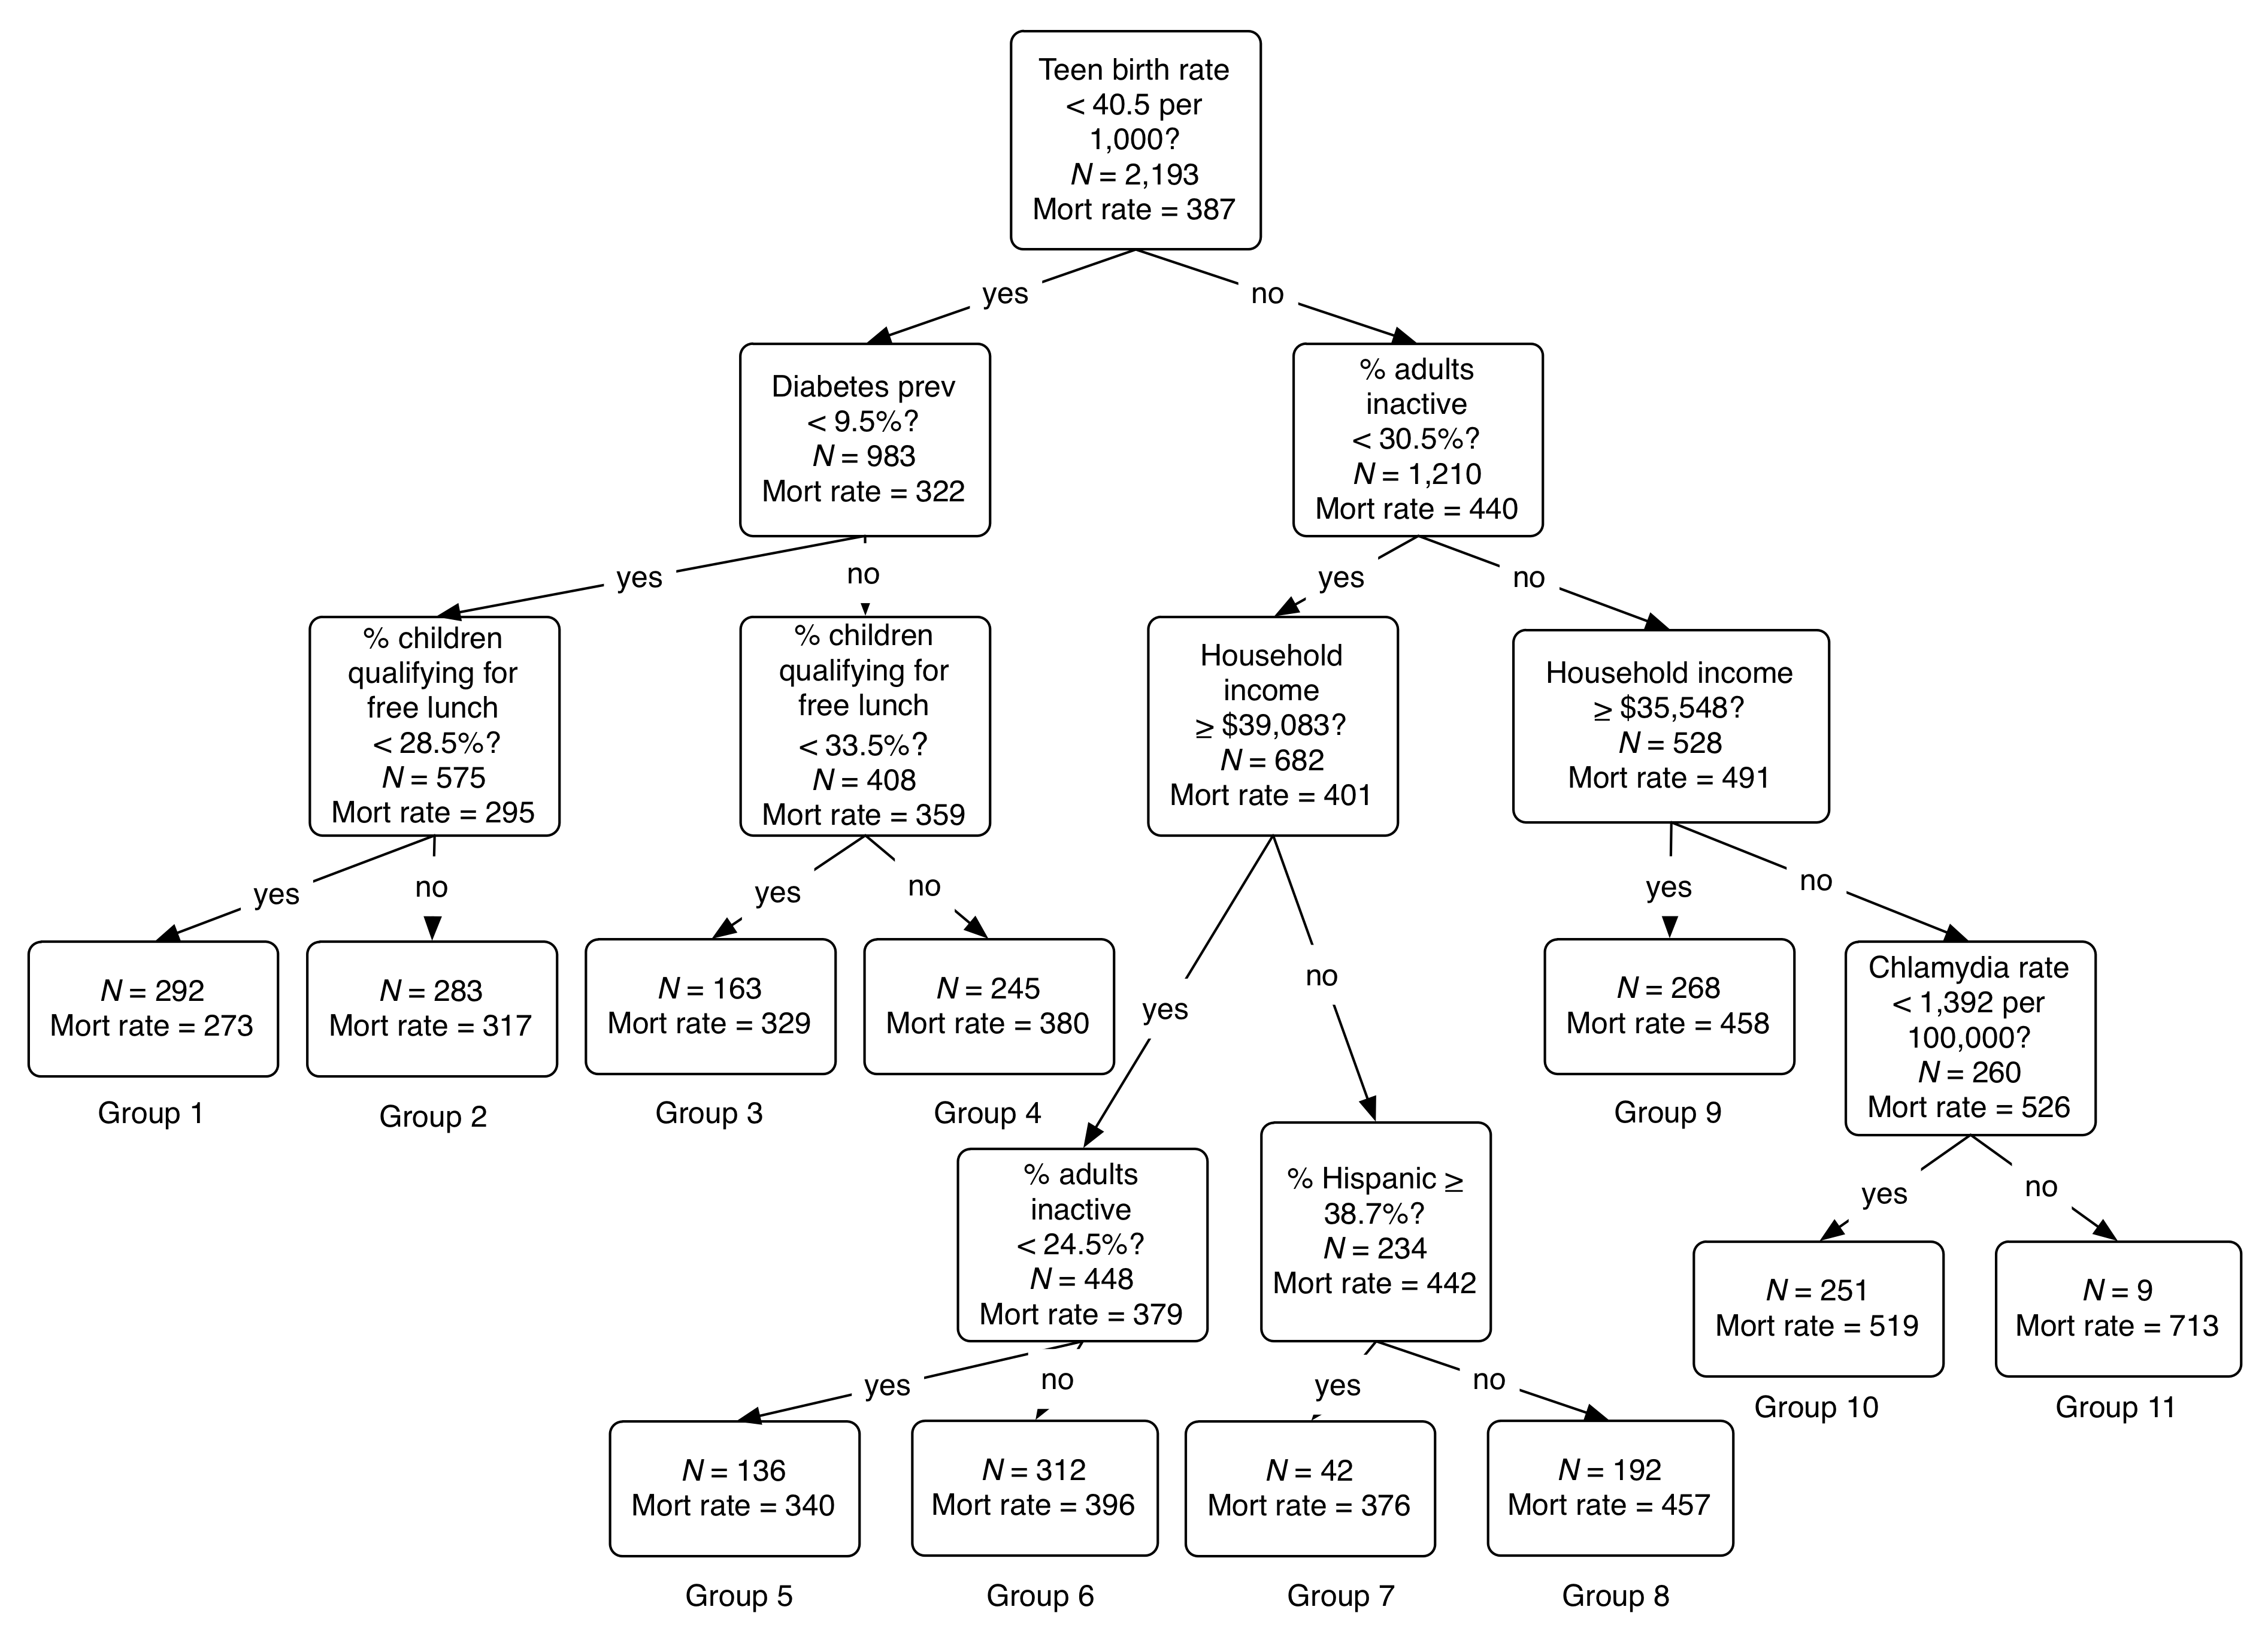 Teen birth rate
< 40.5 per
1,000?
N = 2,193
Mort rate = 387
yes
no
Diabetes prev
< 9.5%?
N = 983
Mort rate = 322
% adults
inactive
< 30.5%?
N = 1,210
Mort rate = 440
yes
no
yes
no
% children
qualifying for
free lunch
< 28.5%?
N = 575
Mort rate = 295
% children
qualifying for
free lunch
< 33.5%?
N = 408
Mort rate = 359
Household
income
≥ $39,083?
N = 682
Mort rate = 401
Household income
≥ $35,548?
N = 528
Mort rate = 491
yes
no
yes
no
yes
no
yes
no
N = 292
Mort rate = 273
Group 1
N = 283
Mort rate = 317
Group 2
N = 163
Mort rate = 329
Group 3
N = 245
Mort rate = 380
Group 4
N = 268
Mort rate = 458
Group 9
Chlamydia rate
< 1,392 per
100,000?
N = 260
Mort rate = 526
% adults
inactive
< 24.5%?
N = 448
Mort rate = 379
% Hispanic ≥
38.7%?
N = 234
Mort rate = 442
yes
no
yes
no
yes
no
N = 251
Mort rate = 519
Group 10
N = 9
Mort rate = 713
Group 11
N = 136
Mort rate = 340
Group 5
N = 312
Mort rate = 396
Group 6
N = 42
Mort rate = 376
Group 7
N = 192
Mort rate = 457
Group 8